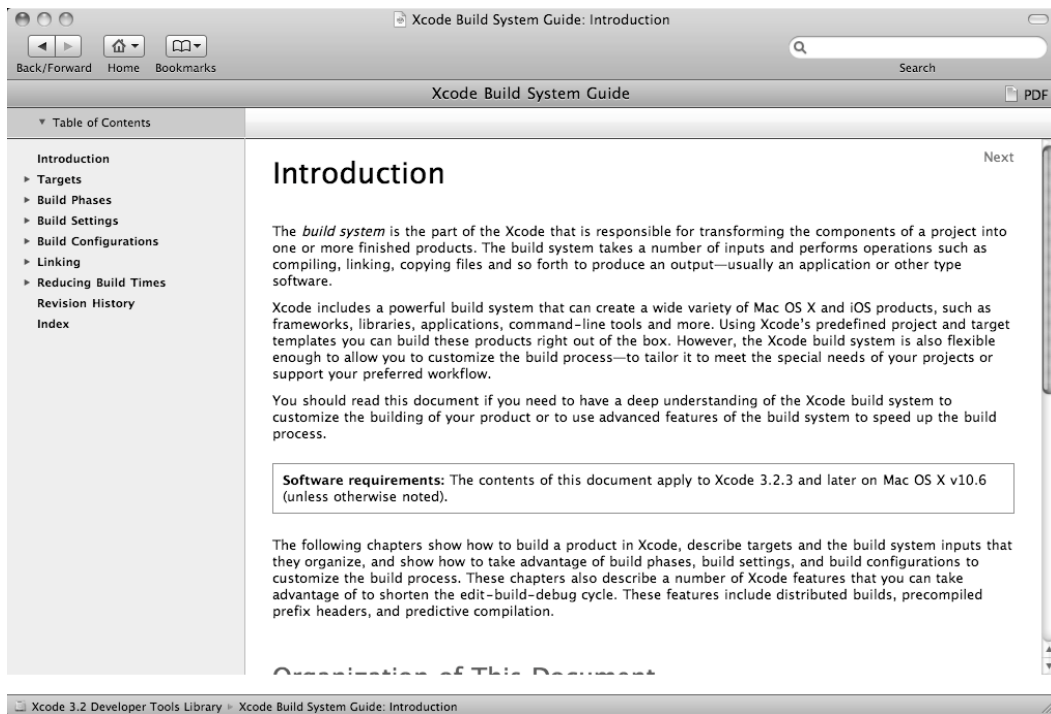 Xcode Build System Guide: Introduction
Back/Forward Home Bookmarks
Search
Xcode Build System Guide
PDF
Table of Contents
Introduction
Targets
Build Phases
Build Settings
Build Configurations
Linking
Reducing Build Times
Revision History
Index
Next
Introduction
The build system is the part of the Xcode that is responsible for transforming the components of a project into
one or more finished products. The build system takes a number of inputs and performs operations such as
compiling, linking, copying files and so forth to produce an output—usually an application or other type
software.
Xcode includes a powerful build system that can create a wide variety of Mac OS X and iOS products, such as
frameworks, libraries, applications, command-line tools and more. Using Xcode's predefined project and target
templates you can build these products right out of the box. However, the Xcode build system is also flexible
enough to allow you to customize the build process—to tailor it to meet the special needs of your projects or
support your preferred workflow.
You should read this document if you need to have a deep understanding of the Xcode build system to
customize the building of your product or to use advanced features of the build system to speed up the build
process.
Software requirements: The contents of this document apply to Xcode 3.2.3 and later on Mac OS X v10.6
(unless otherwise noted).
The following chapters show how to build a product in Xcode, describe targets and the build system inputs that
they organize, and show how to take advantage of build phases, build settings, and build configurations to
customize the build process. These chapters also describe a number of Xcode features that you can take
advantage of to shorten the edit-build-debug cycle. These features include distributed builds, precompiled
prefix headers, and predictive compilation.
Organization of This Document
Xcode 3.2 Developer Tools Library ▸ Xcode Build System Guide: Introduction